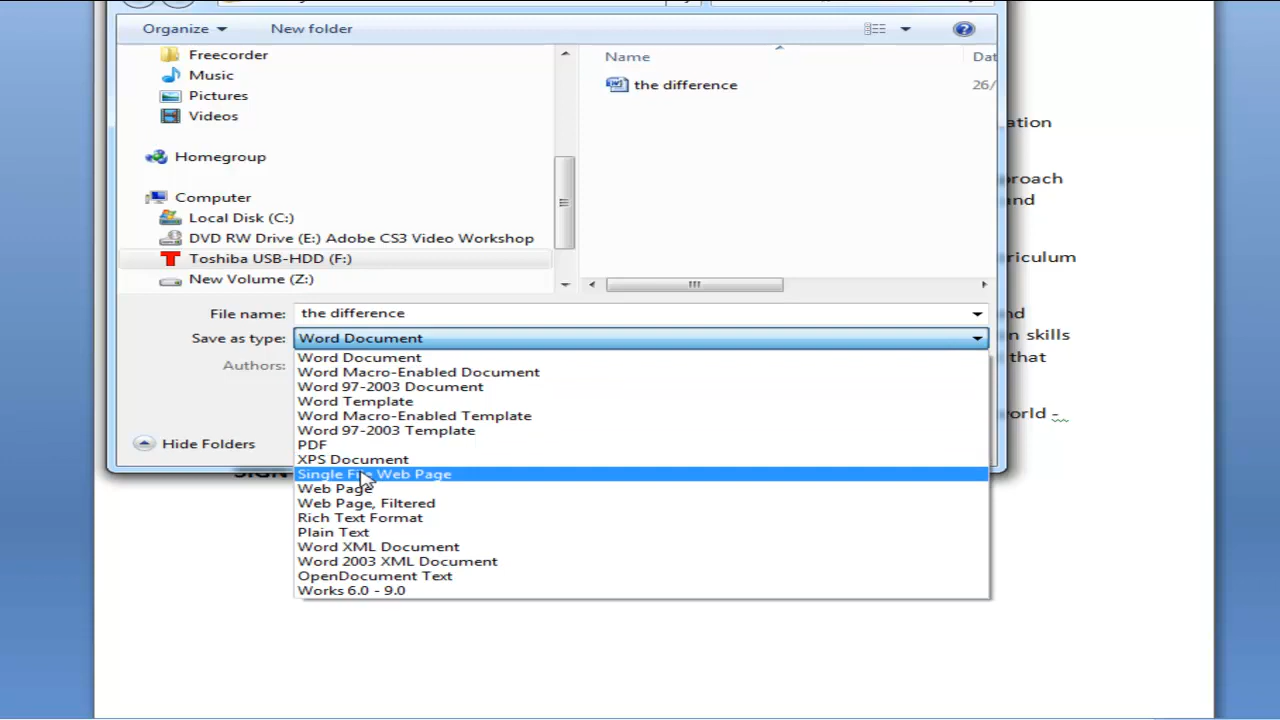 Organize
New folder
Freecorder
Music
Pictures
Videos
Homegroup
Computer
Local Disk (C:)
DVD RW Drive (E:) Adobe CS3 Video Workshop
Toshiba USB-HDD (F:)
New Volume (Z:)
Name
Dat
the difference
26/
ation
roach
and
riculum
nd
n skills
that
orld -
File name:
the difference
Save as type:
Word Document
Authors:
Word Document
Word Macro-Enabled Document
Word 97-2003 Document
Word Template
Word Macro-Enabled Template
Word 97-2003 Template
PDF
XPS Document
Single File Web Page
Web Page
Web Page, Filtered
Rich Text Format
Plain Text
Word XML Document
Word 2003 XML Document
OpenDocument Text
Works 6.0 - 9.0
Hide Folders